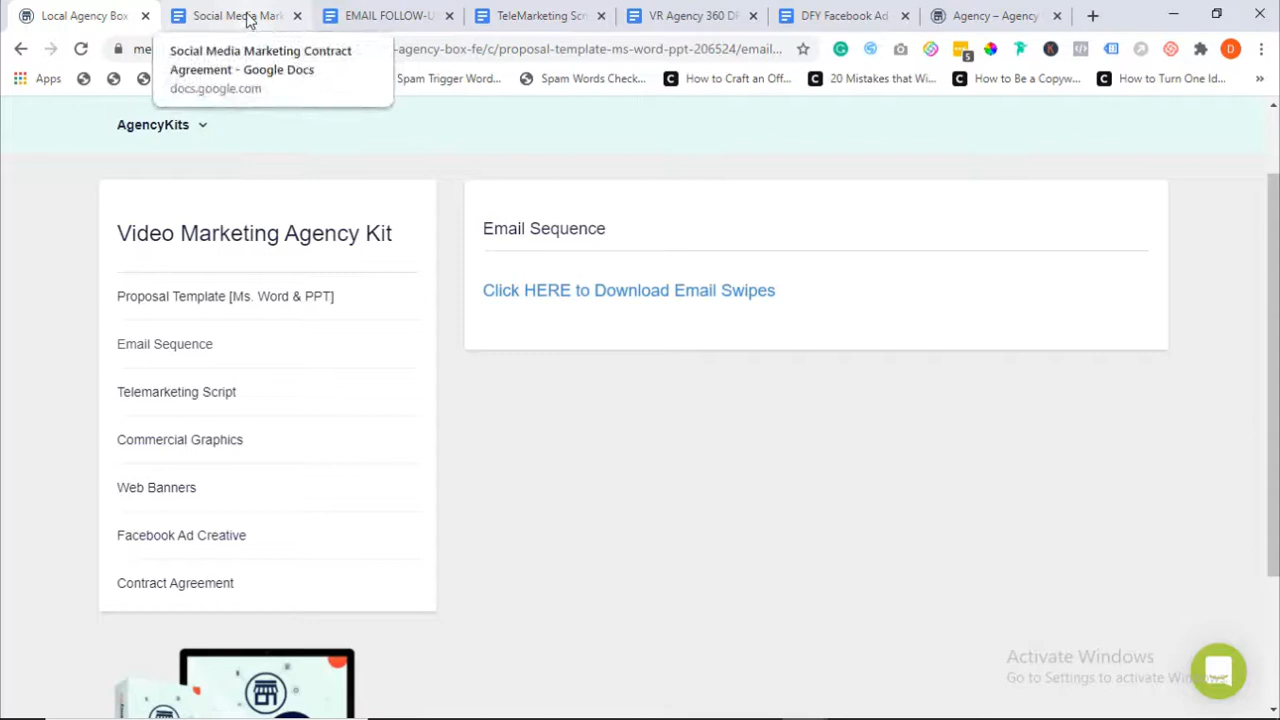 Local Agency Box
Social Media Mark
EMAIL FOLLOW-U
TeleMarketing Scr
VR Agency 360 DF
DFY Facebook Ad
Agency – Agency
-agency-box-fe/c/proposal-template-ms-word-ppt-206524/email...
Social Media Marketing Contract
Agreement - Google Docs
docs.google.com
Apps
Spam Trigger Word...
Spam Words Check...
How to Craft an Off...
20 Mistakes that Wi...
How to Be a Copyw...
How to Turn One Id...
»
5
D
AgencyKits
Video Marketing Agency Kit
Proposal Template [Ms. Word & PPT]
Email Sequence
Telemarketing Script
Commercial Graphics
Web Banners
Facebook Ad Creative
Contract Agreement
Email Sequence
Click HERE to Download Email Swipes
Activate Windows
Go to Settings to activate